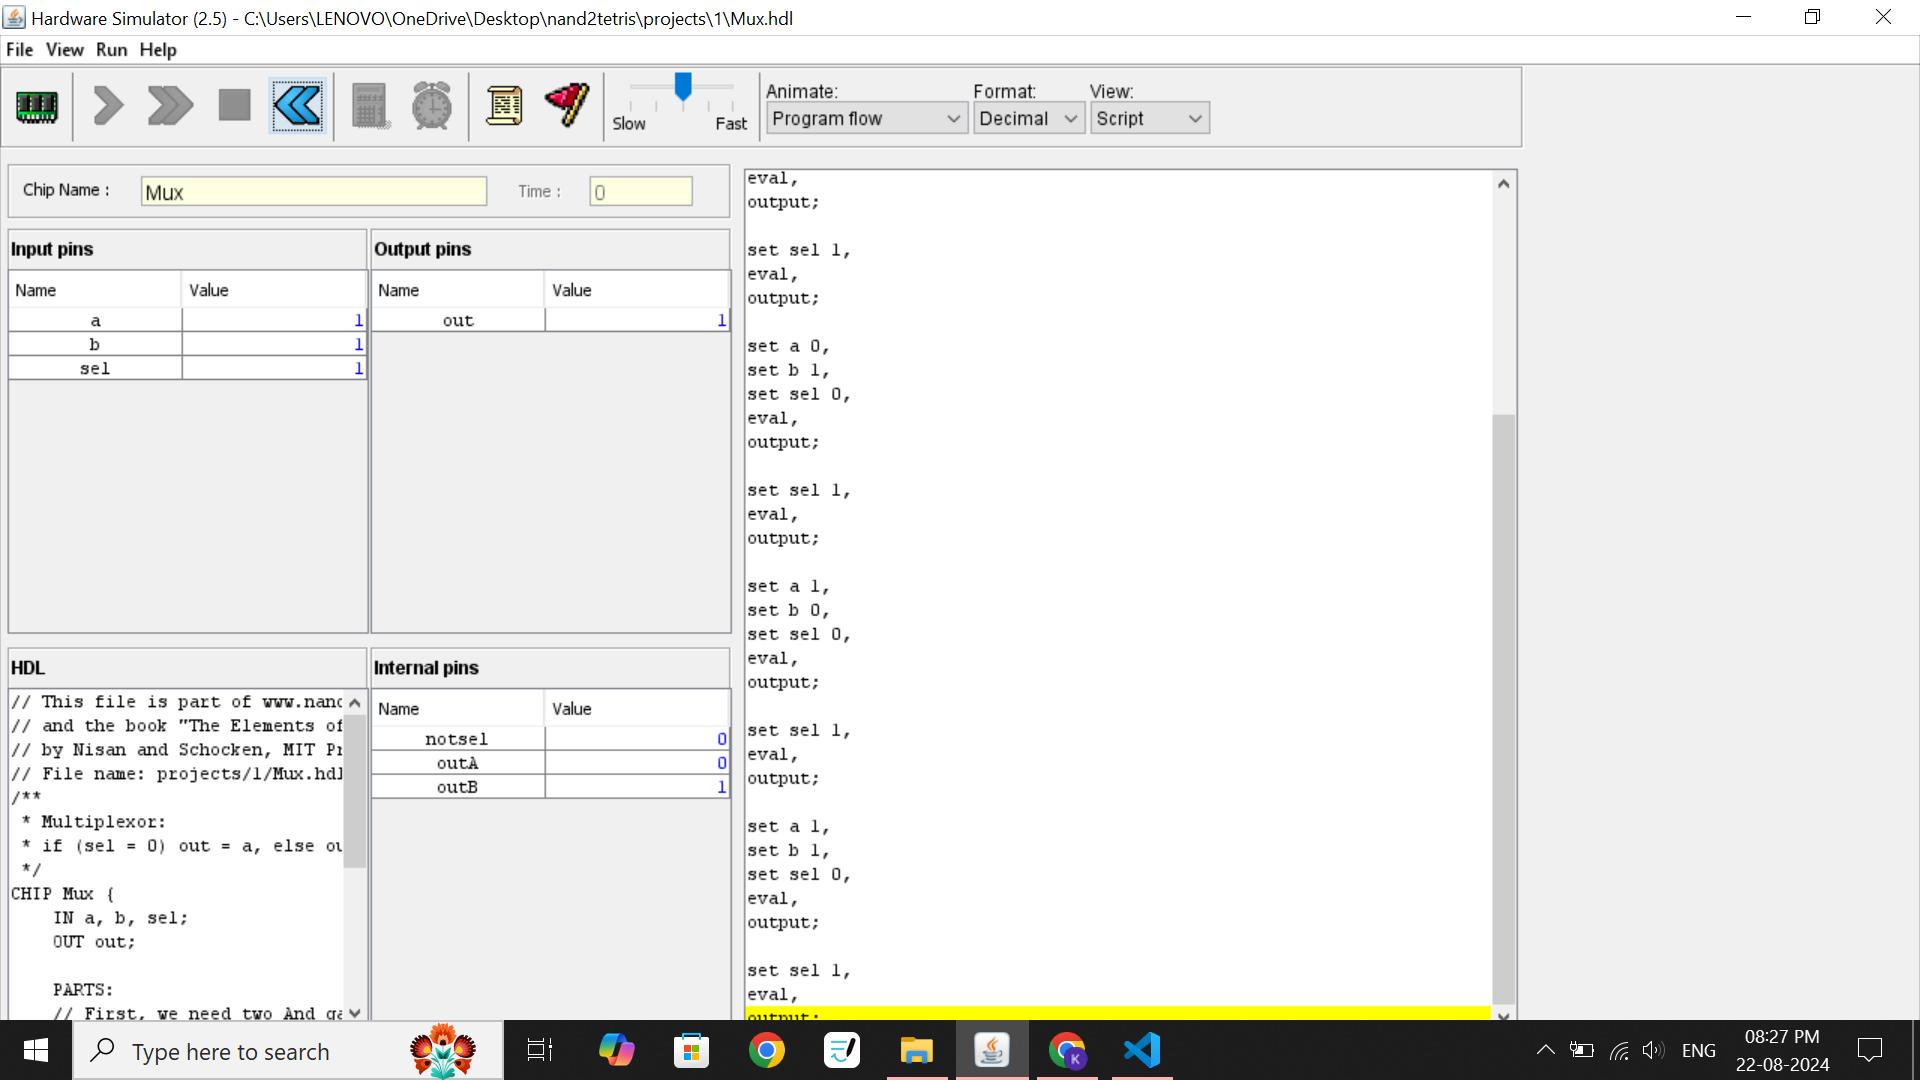 Hardware Simulator (2.5) - C:\Users\LENOVO\OneDrive\Desktop\nand2tetris\projects\1\Mux.hdl
File View Run Help
Slow Fast
Animate: Format: View:
Program flow Decimal Script
Chip Name : Mux Time : 0
Input pins
Name Value
a 1
b 1
sel 1
Output pins
Name Value
out 1
HDL
// This file is part of www.nand
// and the book "The Elements of
// by Nisan and Schocken, MIT Pr
// File name: projects/1/Mux.hdl
/**
* Multiplexor:
* if (sel = 0) out = a, else ou
*/
CHIP Mux {
IN a, b, sel;
OUT out;
PARTS:
// First, we need two And ga
Internal pins
Name Value
notsel 0
outA 0
outB 1
eval,
output;
set sel 1,
eval,
output;
set a 0,
set b 1,
set sel 0,
eval,
output;
set sel 1,
eval,
output;
set a 1,
set b 0,
set sel 0,
eval,
output;
set sel 1,
eval,
output;
set a 1,
set b 1,
set sel 0,
eval,
output;
set sel 1,
eval,
output;
Type here to search
K
ENG
08:27 PM
22-08-2024